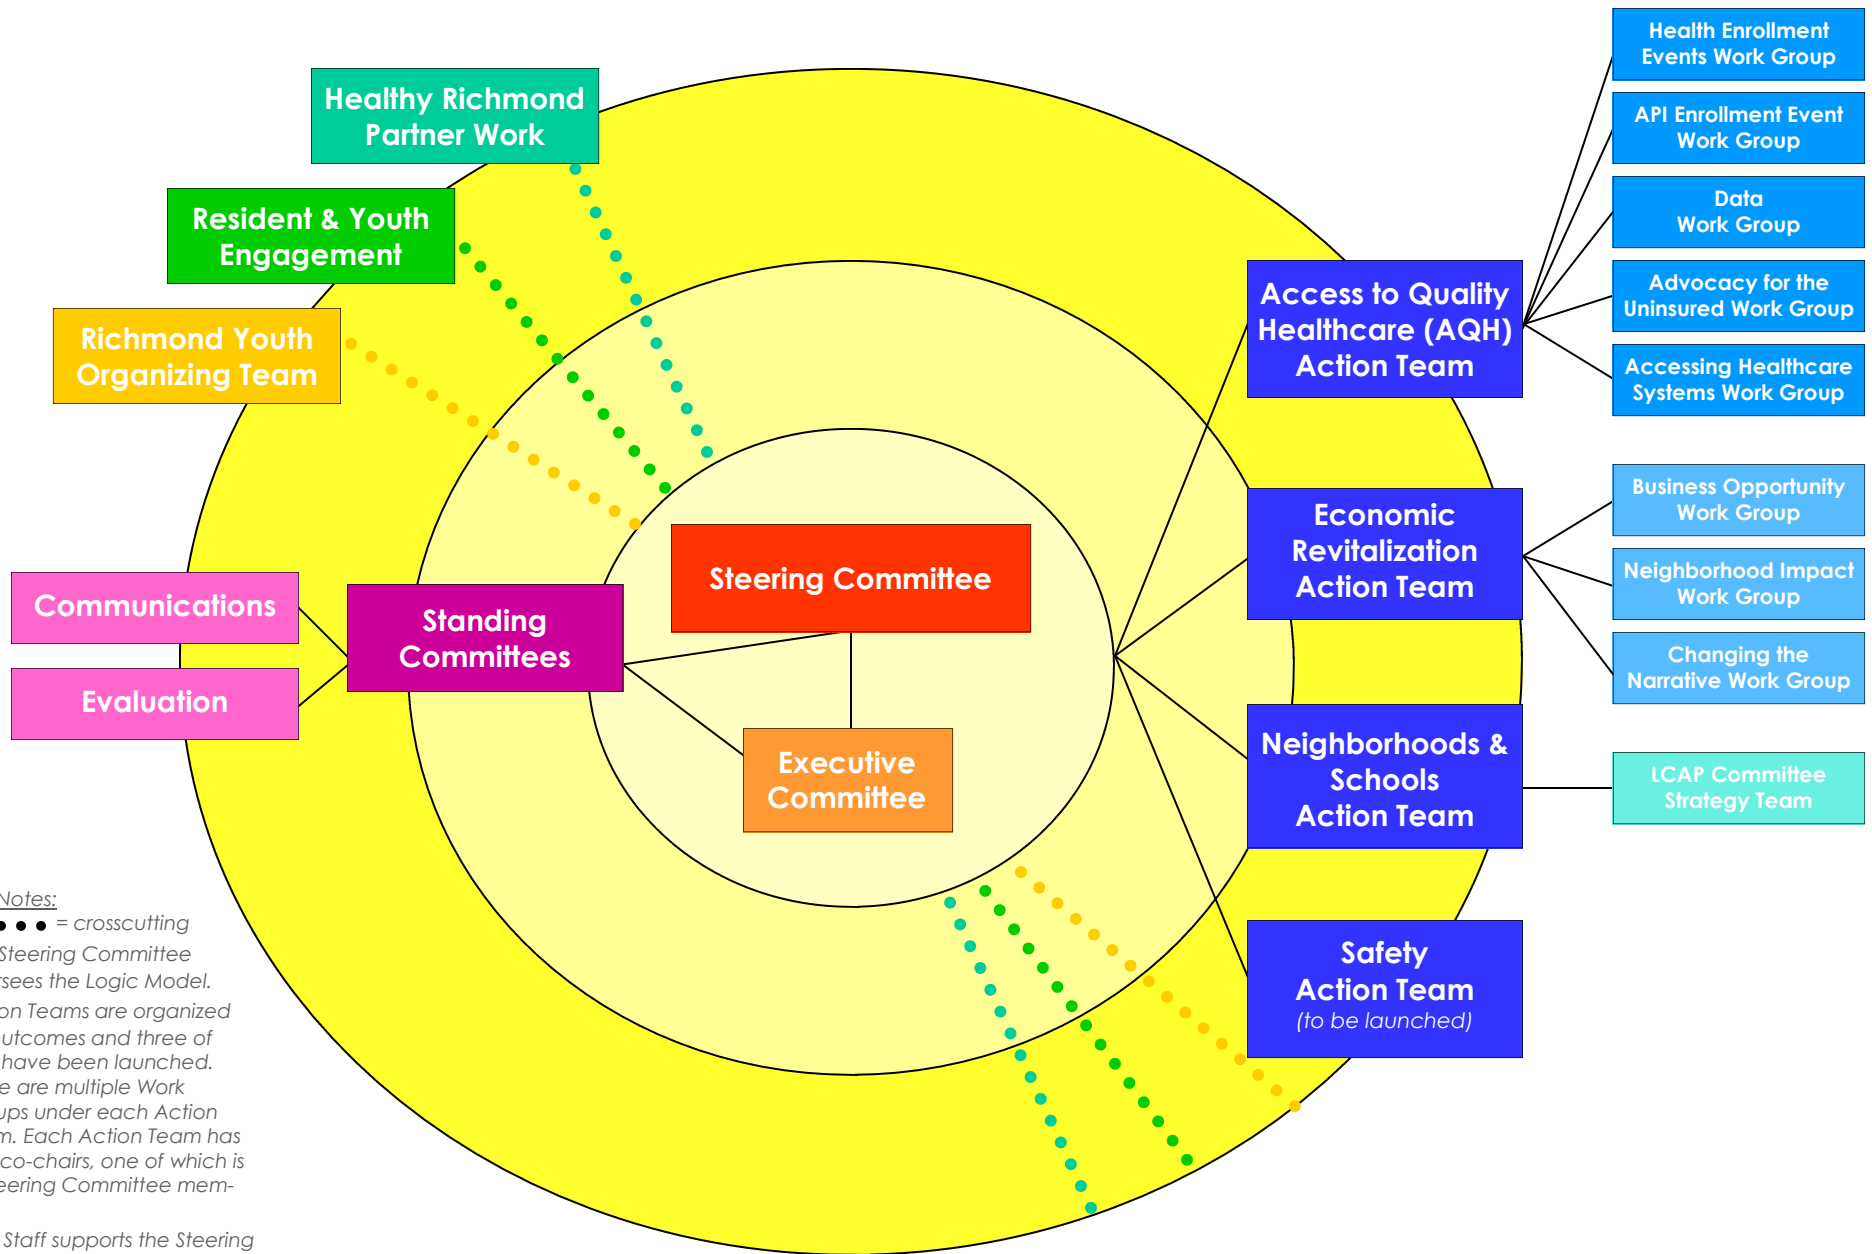 Healthy Richmond
Partner Work
Resident & Youth
Engagement
Richmond Youth
Organizing Team
Communications
Evaluation
Standing
Committees
Steering Committee
Executive
Committee
Access to Quality
Healthcare (AQH)
Action Team
Economic
Revitalization
Action Team
Neighborhoods &
Schools
Action Team
Safety
Action Team
(to be launched)
Health Enrollment
Events Work Group
API Enrollment Event
Work Group
Data
Work Group
Advocacy for the
Uninsured Work Group
Accessing Healthcare
Systems Work Group
Business Opportunity
Work Group
Neighborhood Impact
Work Group
Changing the
Narrative Work Group
LCAP Committee
Strategy Team
Notes:
= crosscutting
Steering Committee
the Logic Model.
Teams are organized
and three of
have been launched.
are multiple Work
under each Action
Each Action Team has
co-chairs, one of which is
Committee mem-
Staff supports the Steering